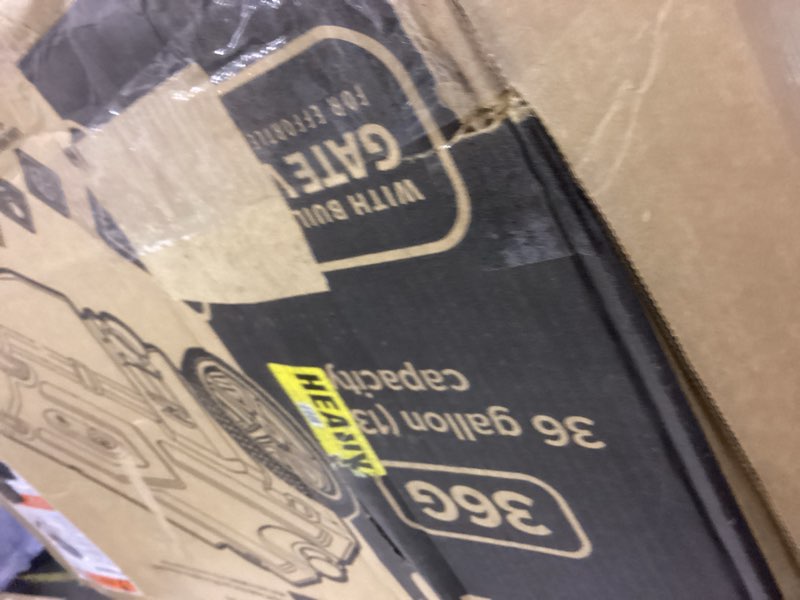 36G
36 gallon (13
capacity
HEAVY
WITH BUIL
GATE
FOR EFFORTLE